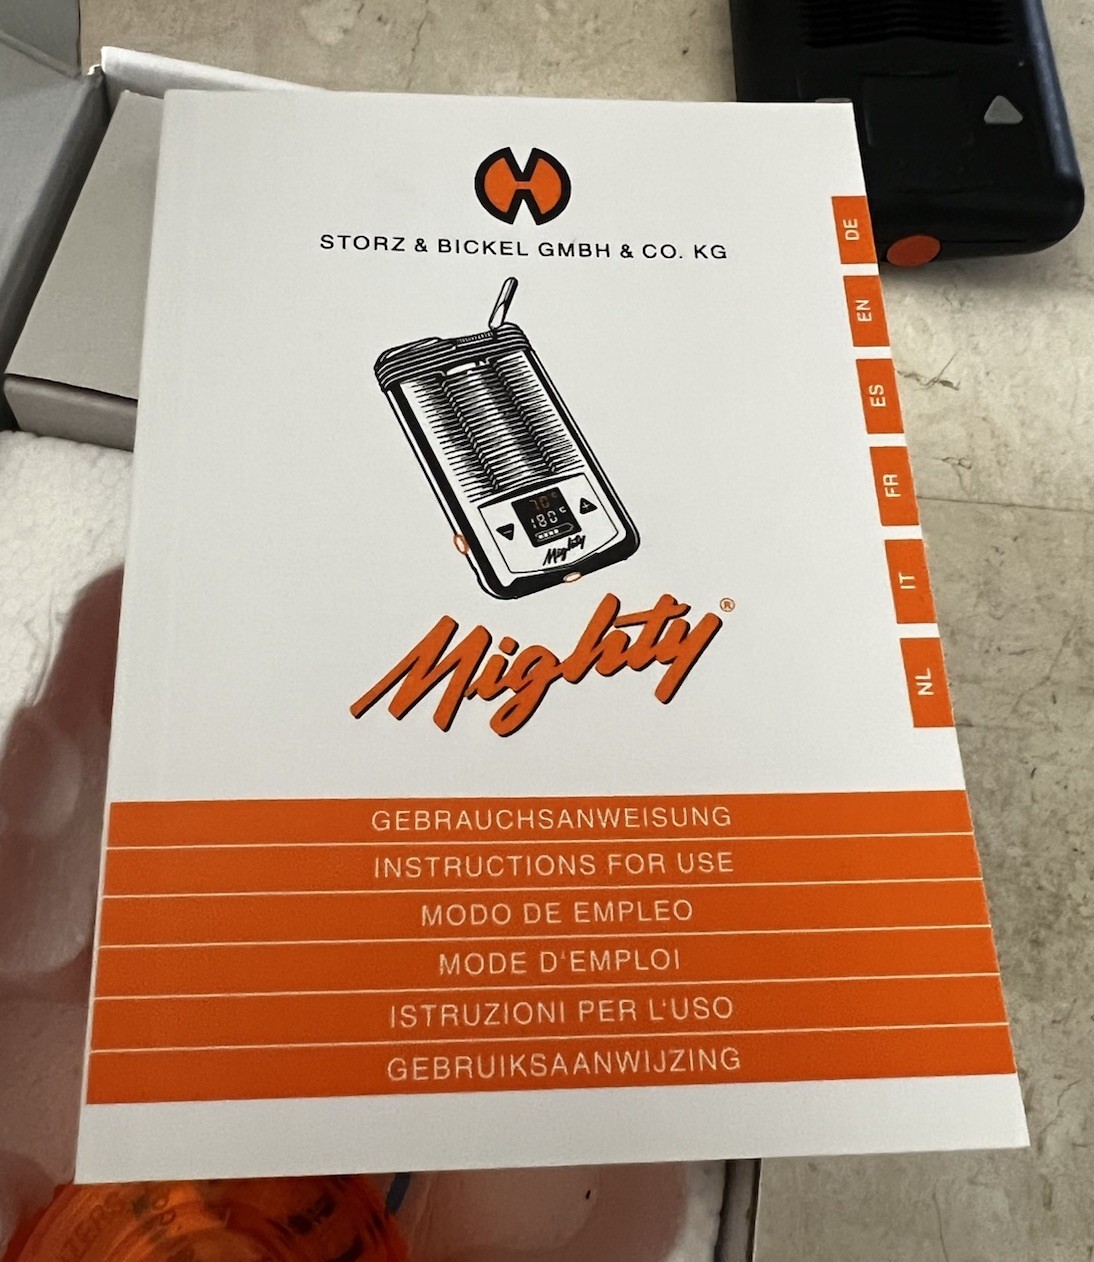 STORZ & BICKEL GMBH & CO. KG
70°
180°C
Mighty
Mighty®
DE
EN
ES
FR
IT
NL
GEBRAUCHSANWEISUNG
INSTRUCTIONS FOR USE
MODO DE EMPLEO
MODE D'EMPLOI
ISTRUZIONI PER L'USO
GEBRUIKSAANWIJZING